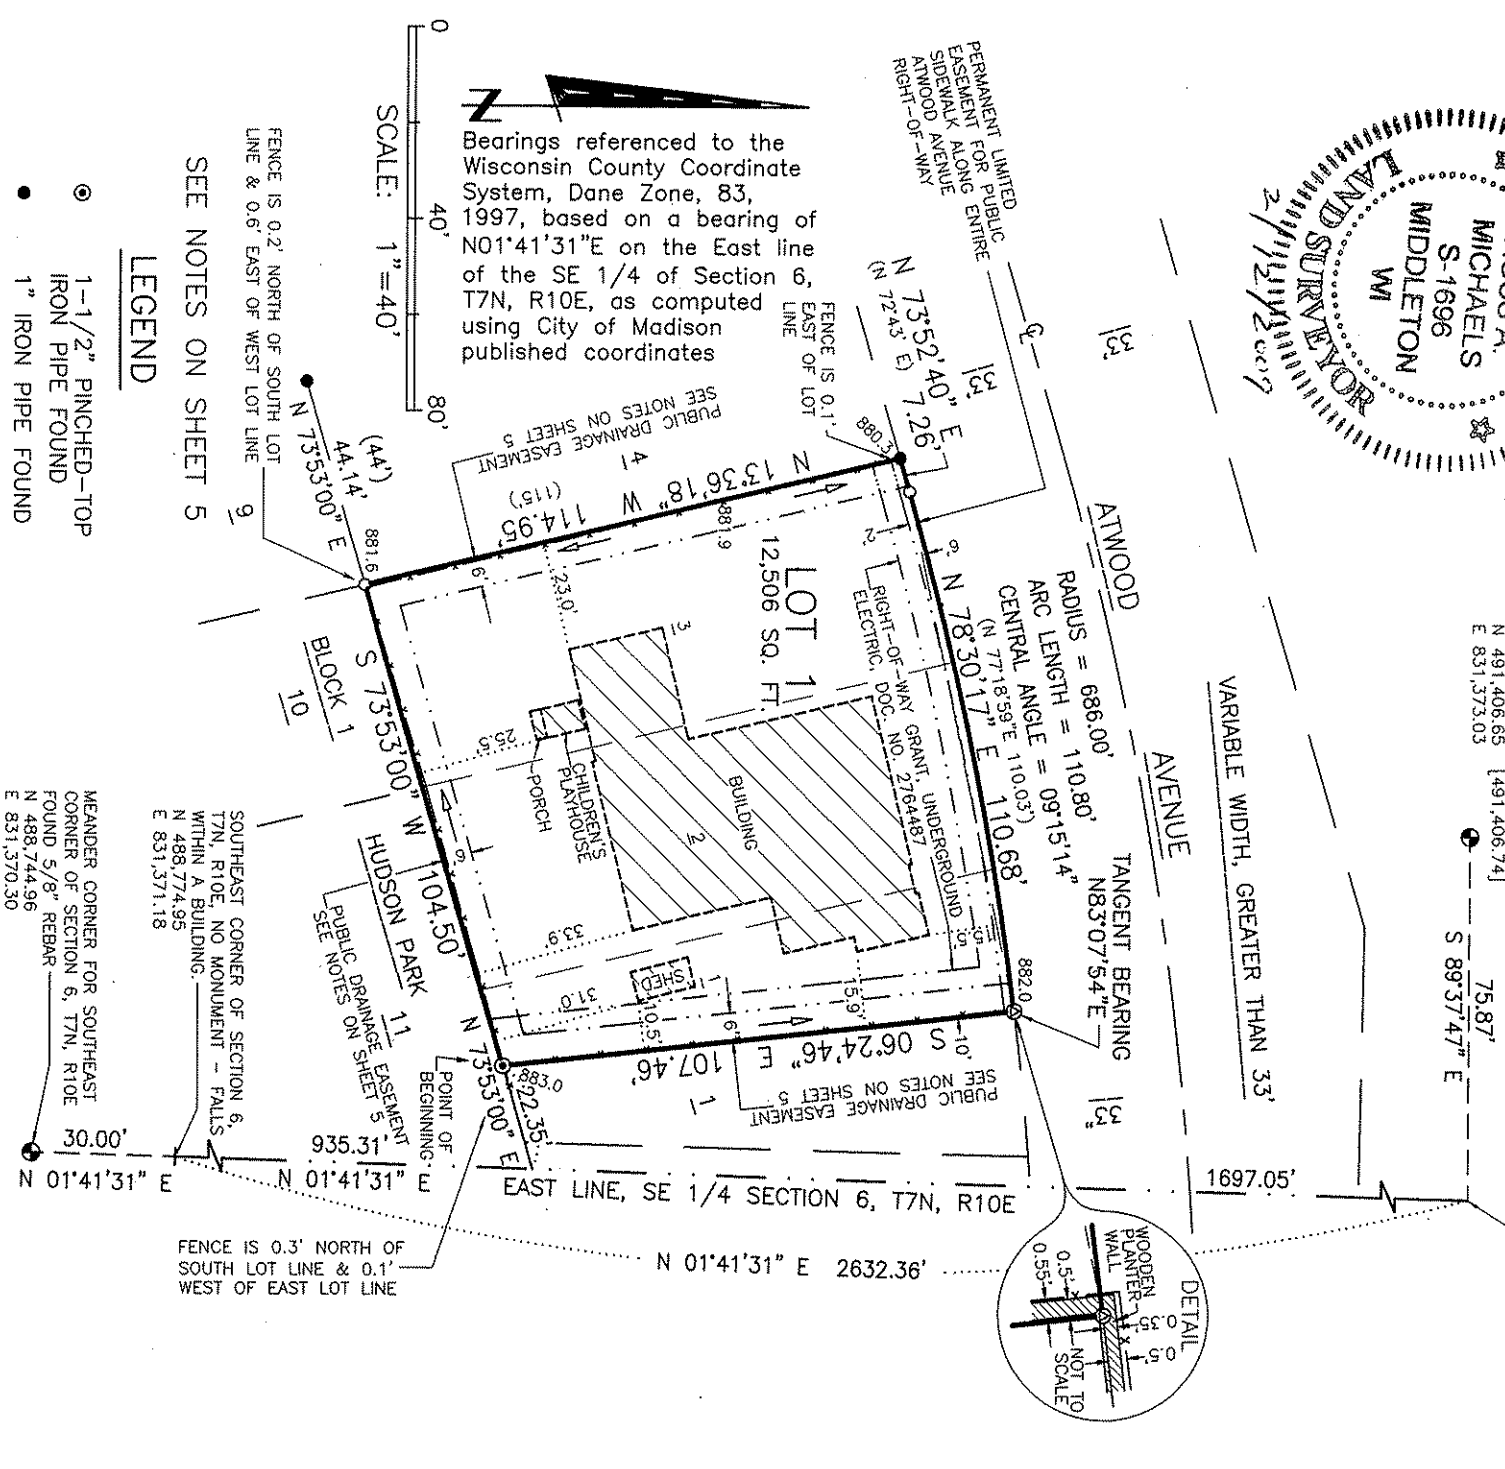 MICHAELS
S-1696
MIDDLETON
WI
LAND SURVEYOR
2/12/2007
N 491,406.65 [491,406.74]
E 831,373.03
75.87'
S 89°37'47" E
0
40'
80'
SCALE: 1"=40'
Bearings referenced to the
Wisconsin County Coordinate
System, Dane Zone, 83,
1997, based on a bearing of
N01°41'31"E on the East line
of the SE 1/4 of Section 6,
T7N, R10E, as computed
using City of Madison
published coordinates
PERMANENT LIMITED
EASEMENT FOR PUBLIC
SIDEWALK ALONG ENTIRE
ATWOOD AVENUE
RIGHT-OF-WAY
33'
33'
ATWOOD
AVENUE
VARIABLE WIDTH, GREATER THAN 33'
33"
N 73°52'40" E 7.26'
(N 72°43' E)
FENCE IS 0.1'
EAST OF LOT
LINE
880.3
RADIUS = 686.00'
ARC LENGTH = 110.80'
CENTRAL ANGLE = 09°15'14"
(N 77°18'59"E 110.03')
N 78°30'17" E 110.68'
TANGENT BEARING
N83°07'54"E
882.0
2'
6'
RIGHT-OF-WAY GRANT, UNDERGROUND
ELECTRIC, DOC. NO. 2764487
5'
LOT 1
12,506 SQ. FT
N 13°36'18" W 114.95'
(115')
881.9
4
PUBLIC DRAINAGE EASEMENT
SEE NOTES ON SHEET 5
6'
23.0'
3
BUILDING
2
CHILDREN'S
PLAYHOUSE
PORCH
25.5'
33.9'
SHED
31.0'
10.5'
15.9'
6'
10'
1
S 06°24'46" E 107.46'
1
PUBLIC DRAINAGE EASEMENT
SEE NOTES ON SHEET 5
881.6
S 73°53'00" W 104.50'
6'
BLOCK 1
10
HUDSON PARK
11
PUBLIC DRAINAGE EASEMENT
SEE NOTES ON SHEET 5
883.0
22.35'
N 73°53'00" E
POINT OF
BEGINNING
(44')
44.14'
N 73°53'00" E
9
FENCE IS 0.2' NORTH OF SOUTH LOT
LINE & 0.6' EAST OF WEST LOT LINE
SEE NOTES ON SHEET 5
LEGEND
1-1/2" PINCHED-TOP
IRON PIPE FOUND
1" IRON PIPE FOUND
SOUTHEAST CORNER OF SECTION 6,
T7N, R10E, NO MONUMENT - FALLS
WITHIN A BUILDING.
N 488,774.95
E 831,371.18
MEANDER CORNER FOR SOUTHEAST
CORNER OF SECTION 6, T7N, R10E
FOUND 5/8" REBAR
N 488,744.96
E 831,370.30
30.00'
N 01°41'31" E
935.31'
N 01°41'31" E
EAST LINE, SE 1/4 SECTION 6, T7N, R10E
1697.05'
N 01°41'31" E 2632.36'
FENCE IS 0.3' NORTH OF
SOUTH LOT LINE & 0.1'
WEST OF EAST LOT LINE
DETAIL
WOODEN
PLANTER
WALL
0.5'
0.55'
0.35'
0.5'
NOT TO
SCALE